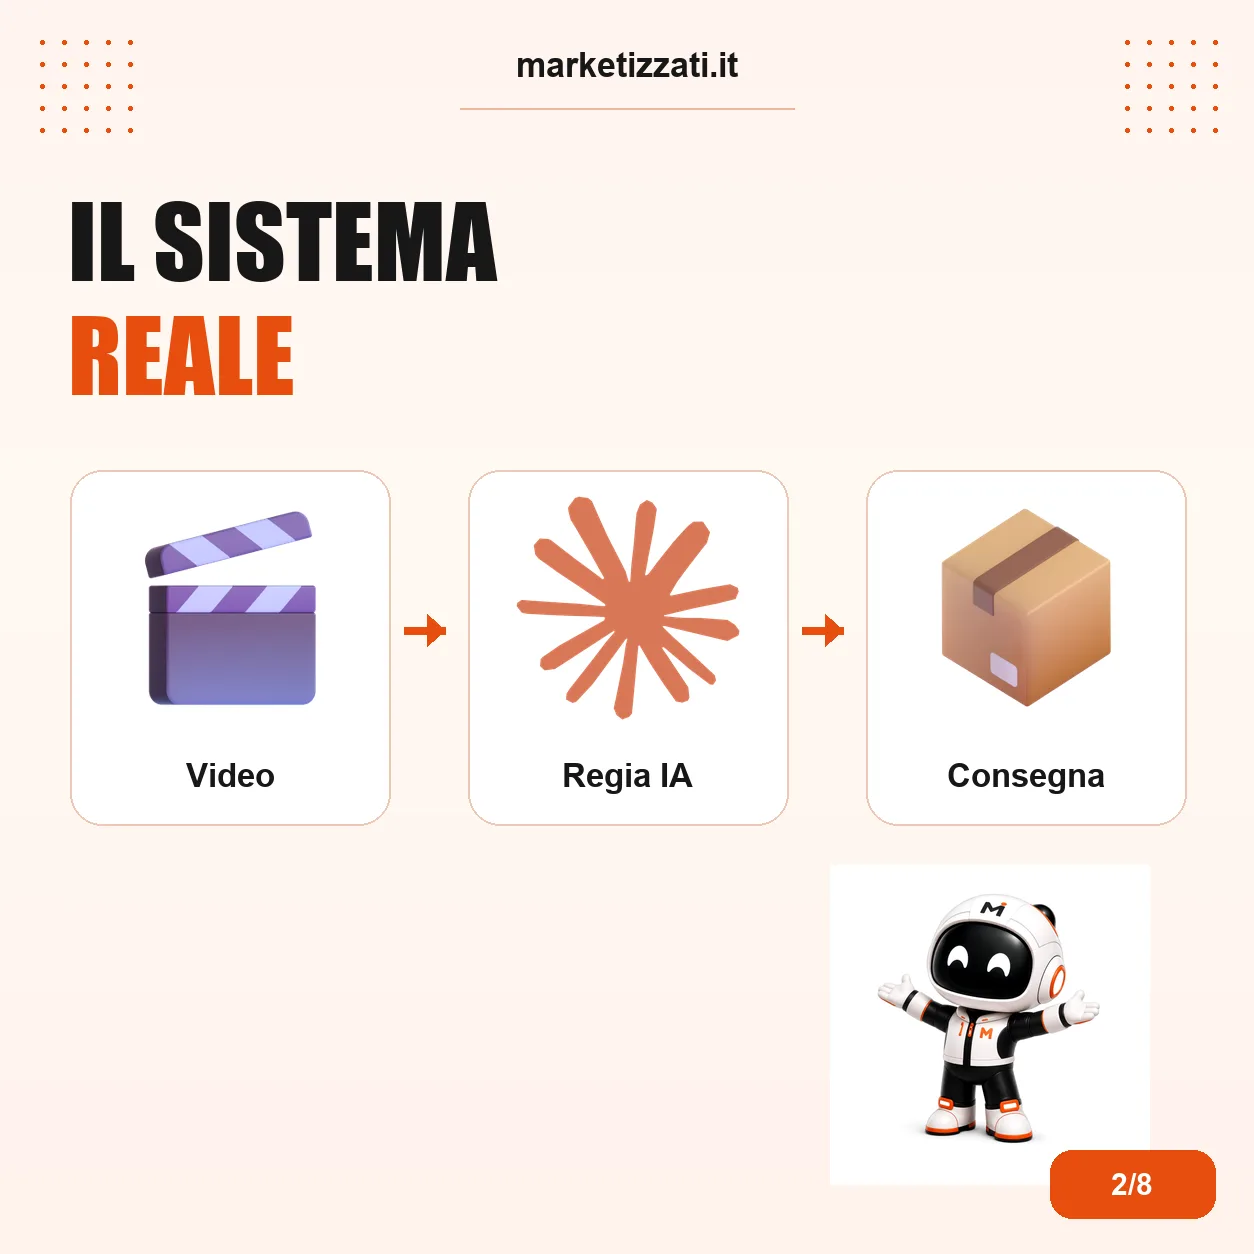 marketizzati.it
IL SISTEMA
REALE
Video
Regia IA
Consegna
M
M
2/8